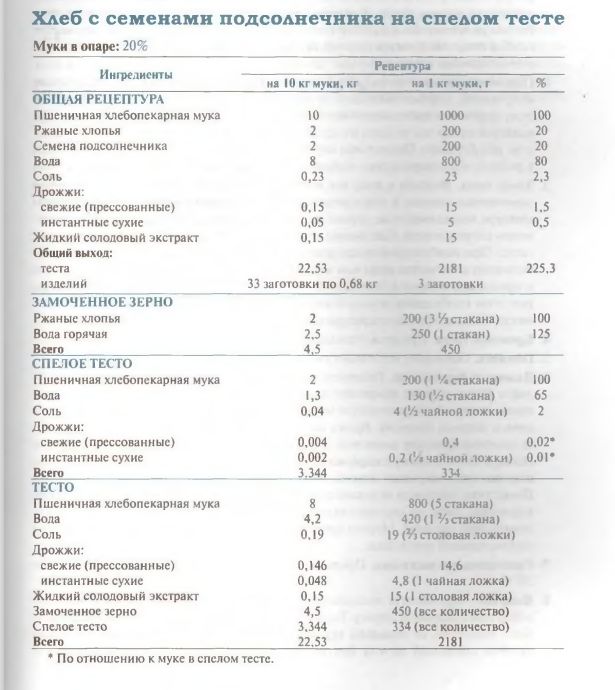 Хлеб с семенами подсолнечника на спелом тесте
Муки в опаре: 20%
Ингредиенты
Рецептура
на 10 кг муки, кг на 1 кг муки, г %
ОБЩАЯ РЕЦЕПТУРА
Пшеничная хлебопекарная мука 10 1000 100
Ржаные хлопья 2 200 20
Семена подсолнечника 2 200 20
Вода 8 800 80
Соль 0,23 23 2,3
Дрожжи:
свежие (прессованные) 0,15 15 1,5
инстантные сухие 0,05 5 0,5
Жидкий солодовый экстракт 0,15 15
Общий выход:
теста 22,53 2181 225,3
изделий 33 заготовки по 0,68 кг 3 заготовки
ЗАМОЧЕННОЕ ЗЕРНО
Ржаные хлопья 2 200 (3 ⅓ стакана) 100
Вода горячая 2,5 250 (1 стакан) 125
Всего 4,5 450
СПЕЛОЕ ТЕСТО
Пшеничная хлебопекарная мука 2 200 (1 ¼ стакана) 100
Вода 1,3 130 (½ стакана) 65
Соль 0,04 4 (½ чайной ложки) 2
Дрожжи:
свежие (прессованные) 0,004 0,4 0,02*
инстантные сухие 0,002 0,2 (⅛ чайной ложки) 0,01*
Всего 3,344 334
ТЕСТО
Пшеничная хлебопекарная мука 8 800 (5 стакана)
Вода 4,2 420 (1 ⅔ стакана)
Соль 0,19 19 (⅔ столовая ложки)
Дрожжи:
свежие (прессованные) 0,146 14,6
инстантные сухие 0,048 4,8 (1 чайная ложка)
Жидкий солодовый экстракт 0,15 15 (1 столовая ложка)
Замоченное зерно 4,5 450 (все количество)
Спелое тесто 3,344 334 (все количество)
Всего 22,53 2181
* По отношению к муке в спелом тесте.